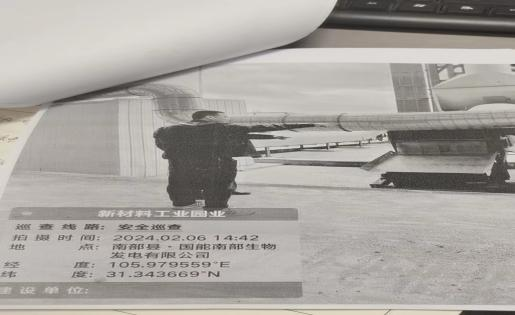 新材料工业园业
巡查线路: 安全巡查
拍摄时间: 2024.02.06 14:42
地 点: 南部县·国能南部生物
发电有限公司
经 度: 105.979559°E
纬 度: 31.343669°N
建设单位: